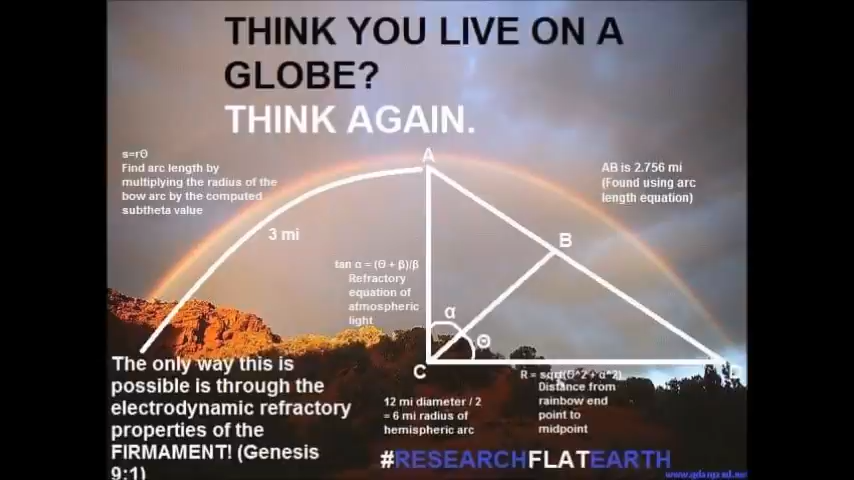 THINK YOU LIVE ON A
GLOBE?
THINK AGAIN.
s=rΘ
Find arc length by
multiplying the radius of the
bow arc by the computed
subtheta value
A
AB is 2.756 mi
(Found using arc
length equation)
3 mi
B
tan α = (Θ + β)/β
Refractory
equation of
atmospheric
light
α
Θ
C
The only way this is
possible is through the
electrodynamic refractory
properties of the
FIRMAMENT! (Genesis
9:1)
12 mi diameter / 2
= 6 mi radius of
hemispheric arc
R = sqrt(Θ^2 + α^2)
Distance from
rainbow end
point to
midpoint
#RESEARCHFLATEARTH